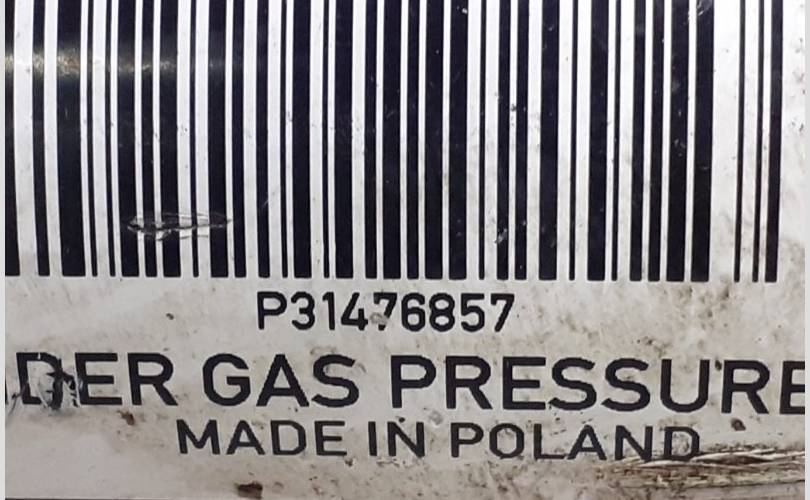 P31476857
DER GAS PRESSURE
MADE IN POLAND